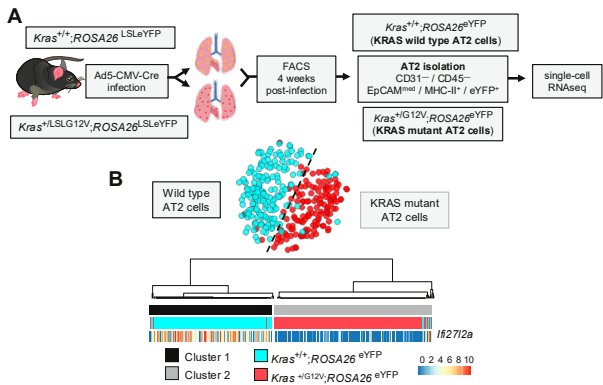 A
Kras+/+;ROSA26 LSLeYFP
Ad5-CMV-Cre
infection
Kras+/LSLG12V;ROSA26LSLeYFP
FACS
4 weeks
post-infection
Kras+/+;ROSA26eYFP
(KRAS wild type AT2 cells)
AT2 isolation
CD31— / CD45—
EpCAMmed / MHC-II+ / eYFP+
Kras+/G12V;ROSA26eYFP
(KRAS mutant AT2 cells)
single-cell
RNAseq
B
Wild type
AT2 cells
KRAS mutant
AT2 cells
Ifi27l2a
Cluster 1
Cluster 2
Kras+/+;ROSA26 eYFP
Kras +/G12V;ROSA26 eYFP
0 2 4 6 8 10